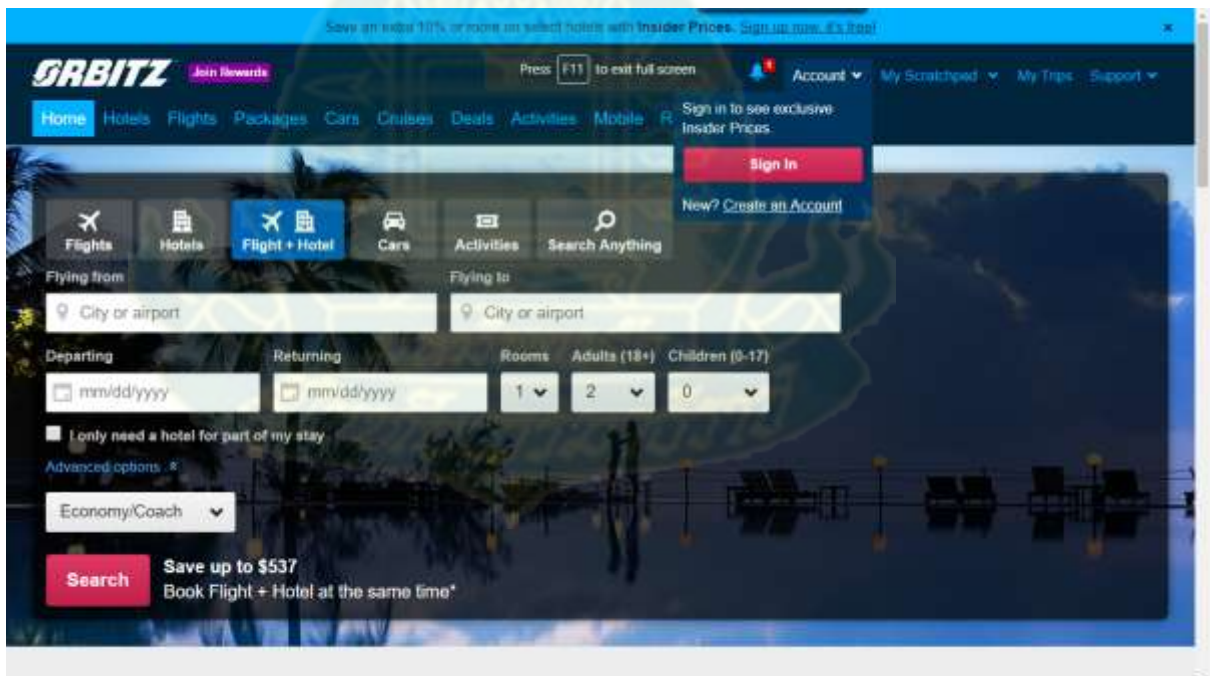 Save an extra 10% or more on select hotels with Insider Prices. Sign up now, it's free!
ORBITZ Join Rewards
Press F11 to exit full screen
1 Account My Scratchpad My Trips Support
Home Hotels Flights Packages Cars Cruises Deals Activities Mobile R
Sign in to see exclusive
Insider Prices
Sign In
New? Create an Account
Flights Hotels Flight + Hotel Cars Activities Search Anything
Flying from Flying to
City or airport City or airport
Departing Returning Rooms Adults (18+) Children (0-17)
mm/dd/yyyy mm/dd/yyyy 1 2 0
I only need a hotel for part of my stay
Advanced options
Economy/Coach
Search
Save up to $537
Book Flight + Hotel at the same time*